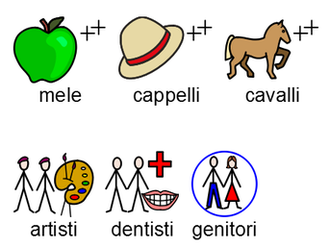 mele cappelli cavalli
artisti dentisti genitori